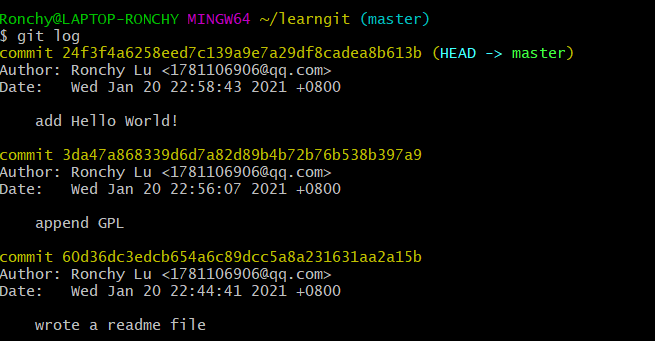 Ronchy@LAPTOP-RONCHY MINGW64 ~/learngit (master)
$ git log
commit 24f3f4a6258eed7c139a9e7a29df8cadea8b613b (HEAD -> master)
Author: Ronchy Lu <1781106906@qq.com>
Date:   Wed Jan 20 22:58:43 2021 +0800
    add Hello World!
commit 3da47a868339d6d7a82d89b4b72b76b538b397a9
Author: Ronchy Lu <1781106906@qq.com>
Date:   Wed Jan 20 22:56:07 2021 +0800
    append GPL
commit 60d36dc3edcb654a6c89dcc5a8a231631aa2a15b
Author: Ronchy Lu <1781106906@qq.com>
Date:   Wed Jan 20 22:44:41 2021 +0800
    wrote a readme file